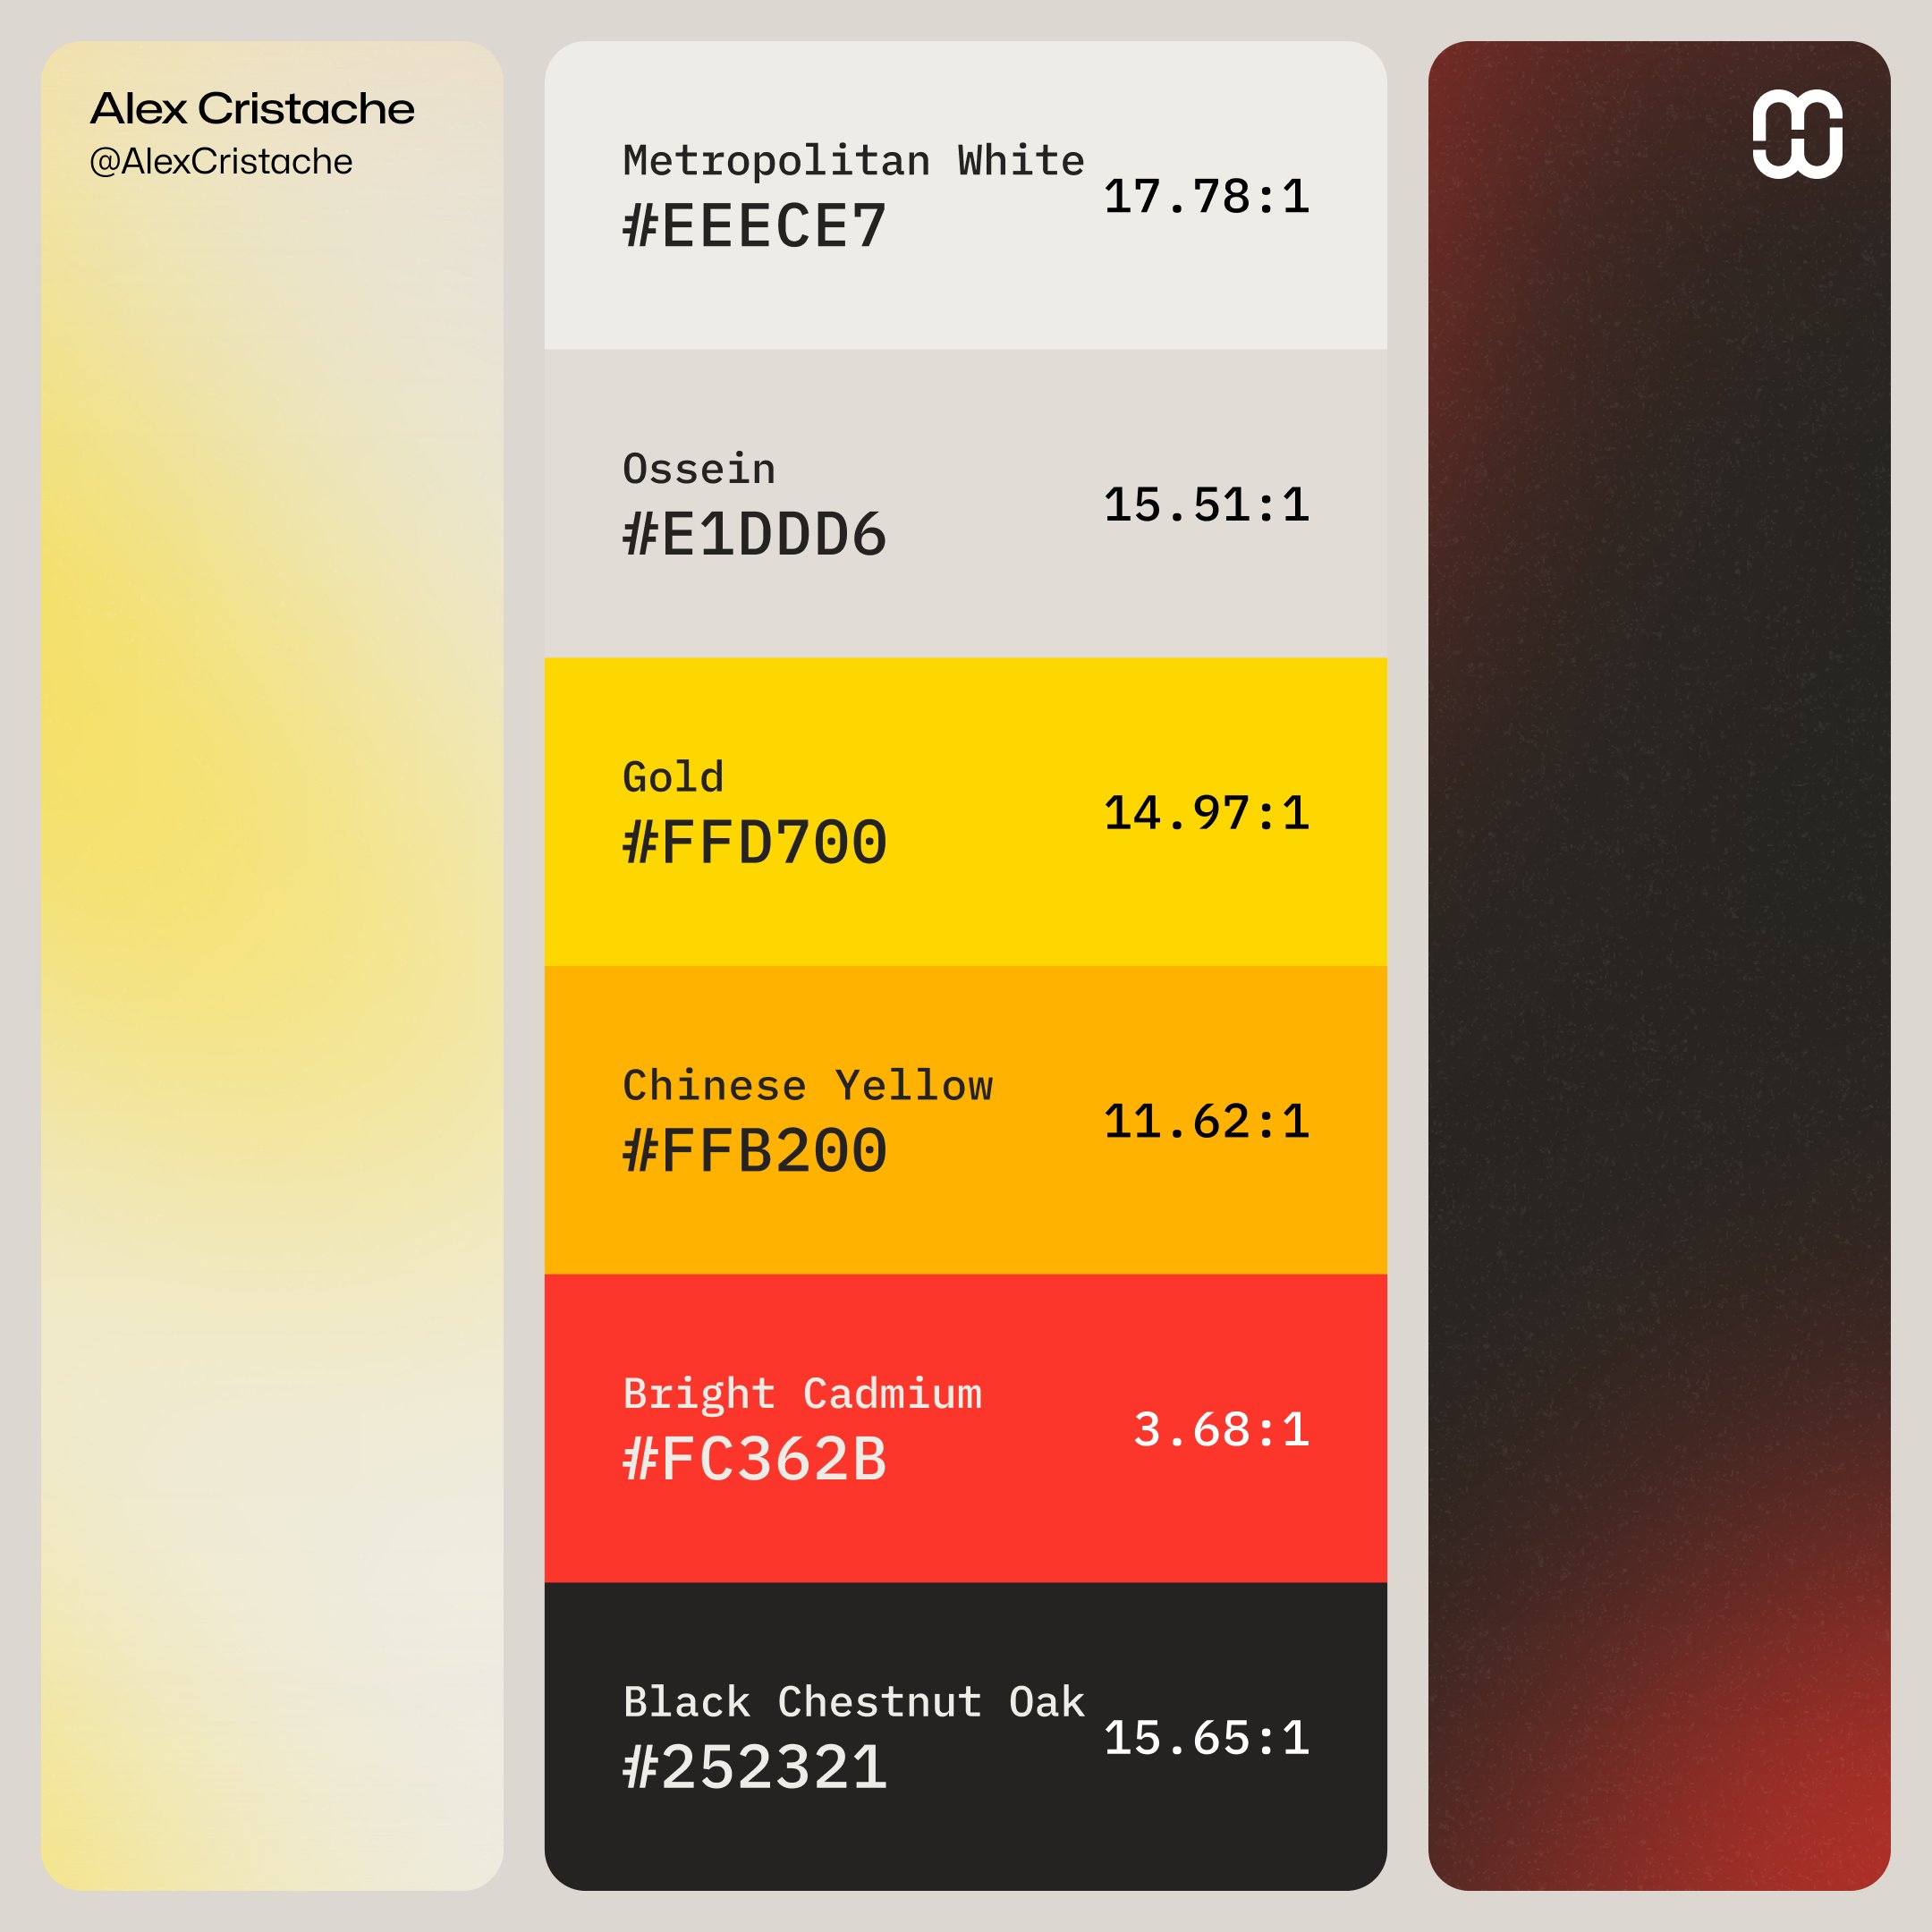 Alex Cristache
@AlexCristache
Metropolitan White
#EEECE7
17.78:1
Ossein
#E1DDD6
15.51:1
Gold
#FFD700
14.97:1
Chinese Yellow
#FFB200
11.62:1
Bright Cadmium
#FC362B
3.68:1
Black Chestnut Oak
#252321
15.65:1